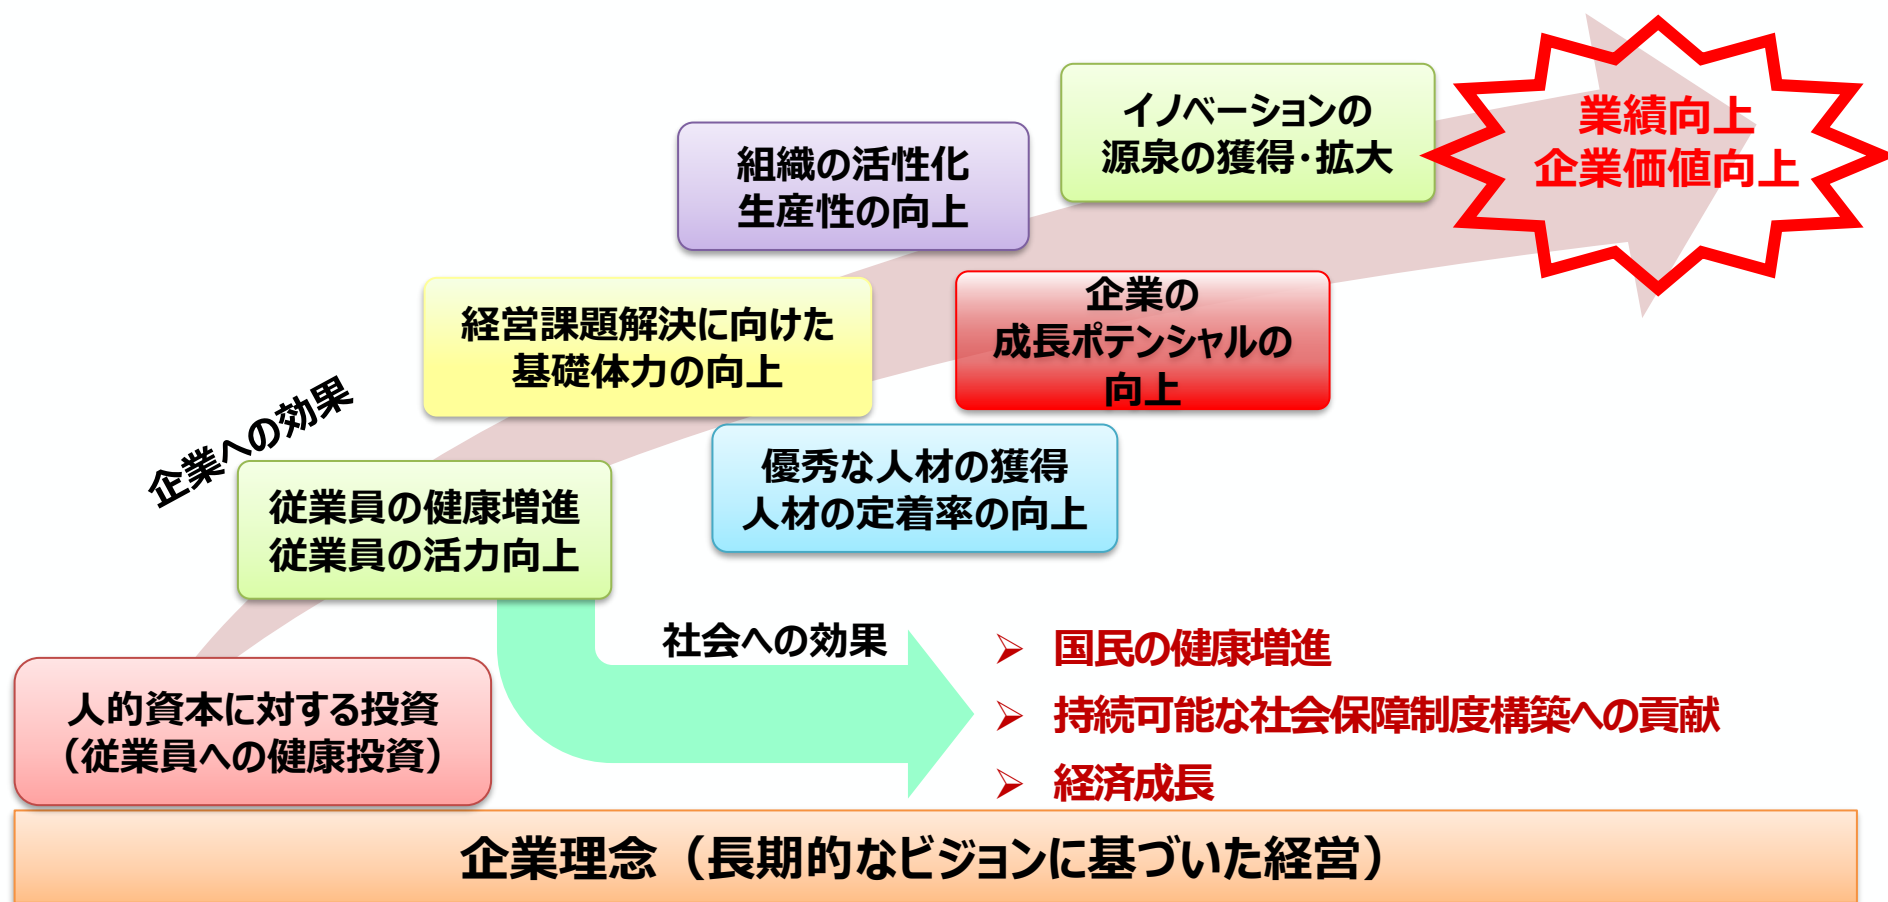 イノベーションの
源泉の獲得・拡大
業績向上
企業価値向上
組織の活性化
生産性の向上
企業の
成長ポテンシャルの
向上
経営課題解決に向けた
基礎体力の向上
企業への効果
優秀な人材の獲得
人材の定着率の向上
従業員の健康増進
従業員の活力向上
社会への効果
➢ 国民の健康増進
➢ 持続可能な社会保障制度構築への貢献
➢ 経済成長
人的資本に対する投資
（従業員への健康投資）
企業理念（長期的なビジョンに基づいた経営）